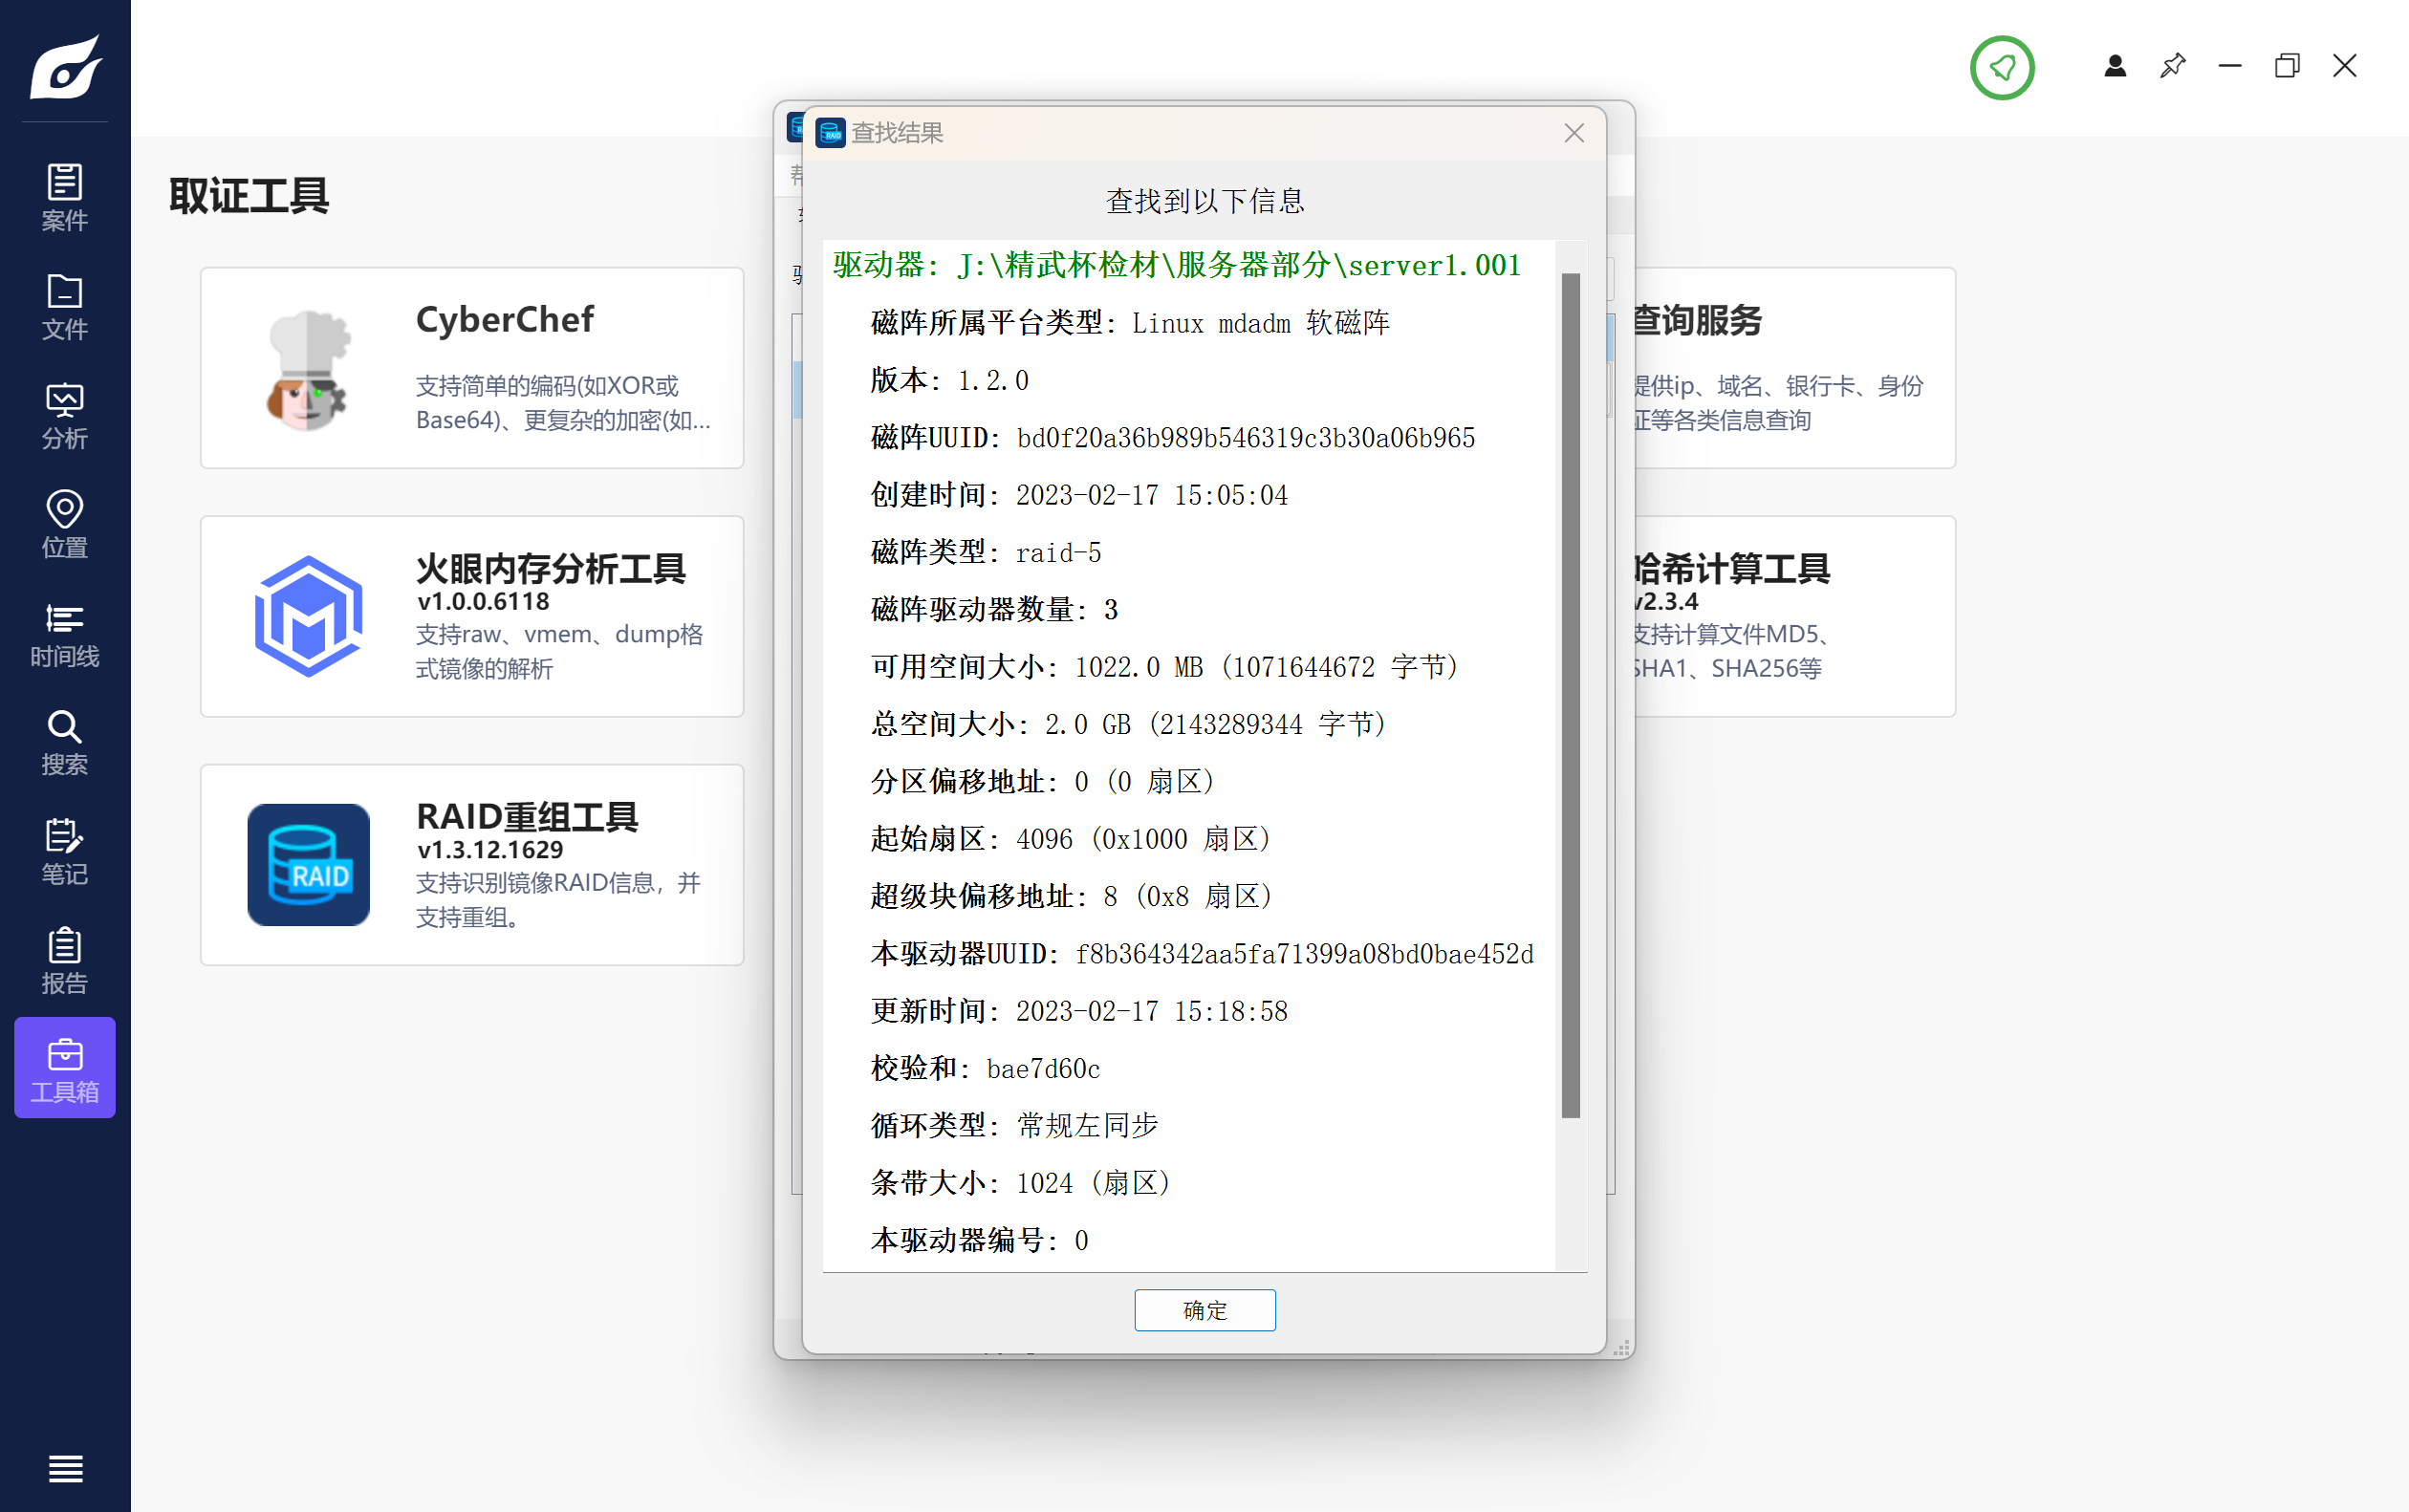 案件
文件
分析
位置
时间线
搜索
笔记
报告
工具箱
取证工具
CyberChef
支持简单的编码(如XOR或
Base64)、更复杂的加密(如...
火眼内存分析工具
v1.0.0.6118
支持raw、vmem、dump格
式镜像的解析
RAID重组工具
v1.3.12.1629
RAID
支持识别镜像RAID信息，并
支持重组。
查找结果
查找到以下信息
驱动器: J:\精武杯检材\服务器部分\server1.001
磁阵所属平台类型: Linux mdadm 软磁阵
版本: 1.2.0
磁阵UUID: bd0f20a36b989b546319c3b30a06b965
创建时间: 2023-02-17 15:05:04
磁阵类型: raid-5
磁阵驱动器数量: 3
可用空间大小: 1022.0 MB (1071644672 字节)
总空间大小: 2.0 GB (2143289344 字节)
分区偏移地址: 0 (0 扇区)
起始扇区: 4096 (0x1000 扇区)
超级块偏移地址: 8 (0x8 扇区)
本驱动器UUID: f8b364342aa5fa71399a08bd0bae452d
更新时间: 2023-02-17 15:18:58
校验和: bae7d60c
循环类型: 常规左同步
条带大小: 1024 (扇区)
本驱动器编号: 0
确定
查询服务
提供ip、域名、银行卡、身份
证等各类信息查询
哈希计算工具
v2.3.4
支持计算文件MD5、
SHA1、SHA256等